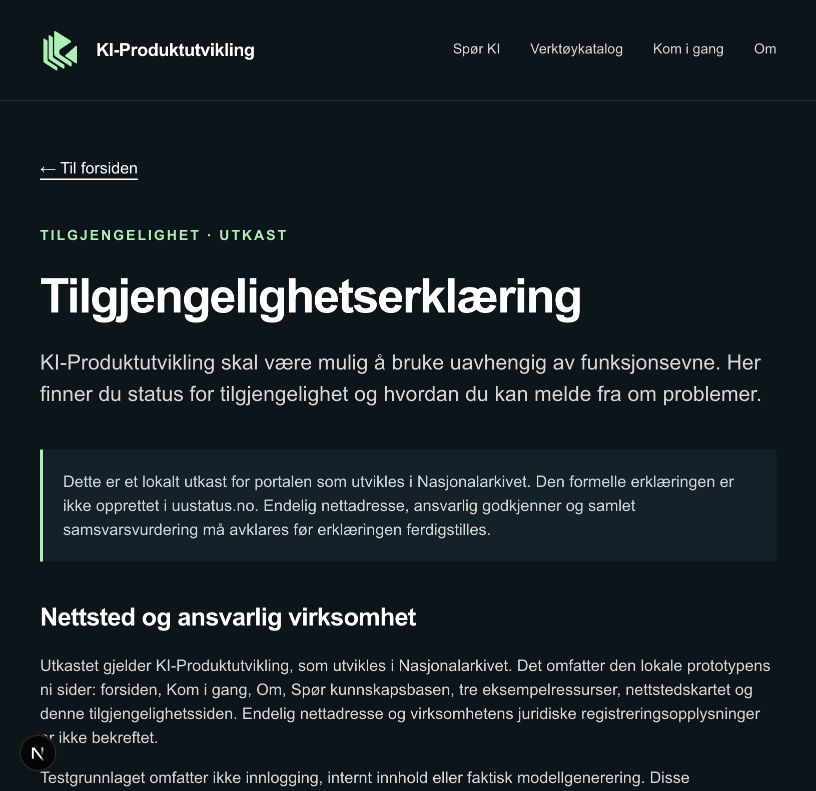 KI-Produktutvikling
Spør KI
Verktøykatalog
Kom i gang
Om
← Til forsiden
TILGJENGELIGHET · UTKAST
Tilgjengelighetserklæring
KI-Produktutvikling skal være mulig å bruke uavhengig av funksjonsevne. Her
finner du status for tilgjengelighet og hvordan du kan melde fra om problemer.
Dette er et lokalt utkast for portalen som utvikles i Nasjonalarkivet. Den formelle erklæringen er
ikke opprettet i uustatus.no. Endelig nettadresse, ansvarlig godkjenner og samlet
samsvarsvurdering må avklares før erklæringen ferdigstilles.
Nettsted og ansvarlig virksomhet
Utkastet gjelder KI-Produktutvikling, som utvikles i Nasjonalarkivet. Det omfatter den lokale prototypens
ni sider: forsiden, Kom i gang, Om, Spør kunnskapsbasen, tre eksempelressurser, nettstedskartet og
denne tilgjengelighetssiden. Endelig nettadresse og virksomhetens juridiske registreringsopplysninger
er ikke bekreftet.
N
Testgrunnlaget omfatter ikke innlogging, internt innhold eller faktisk modellgenerering. Disse